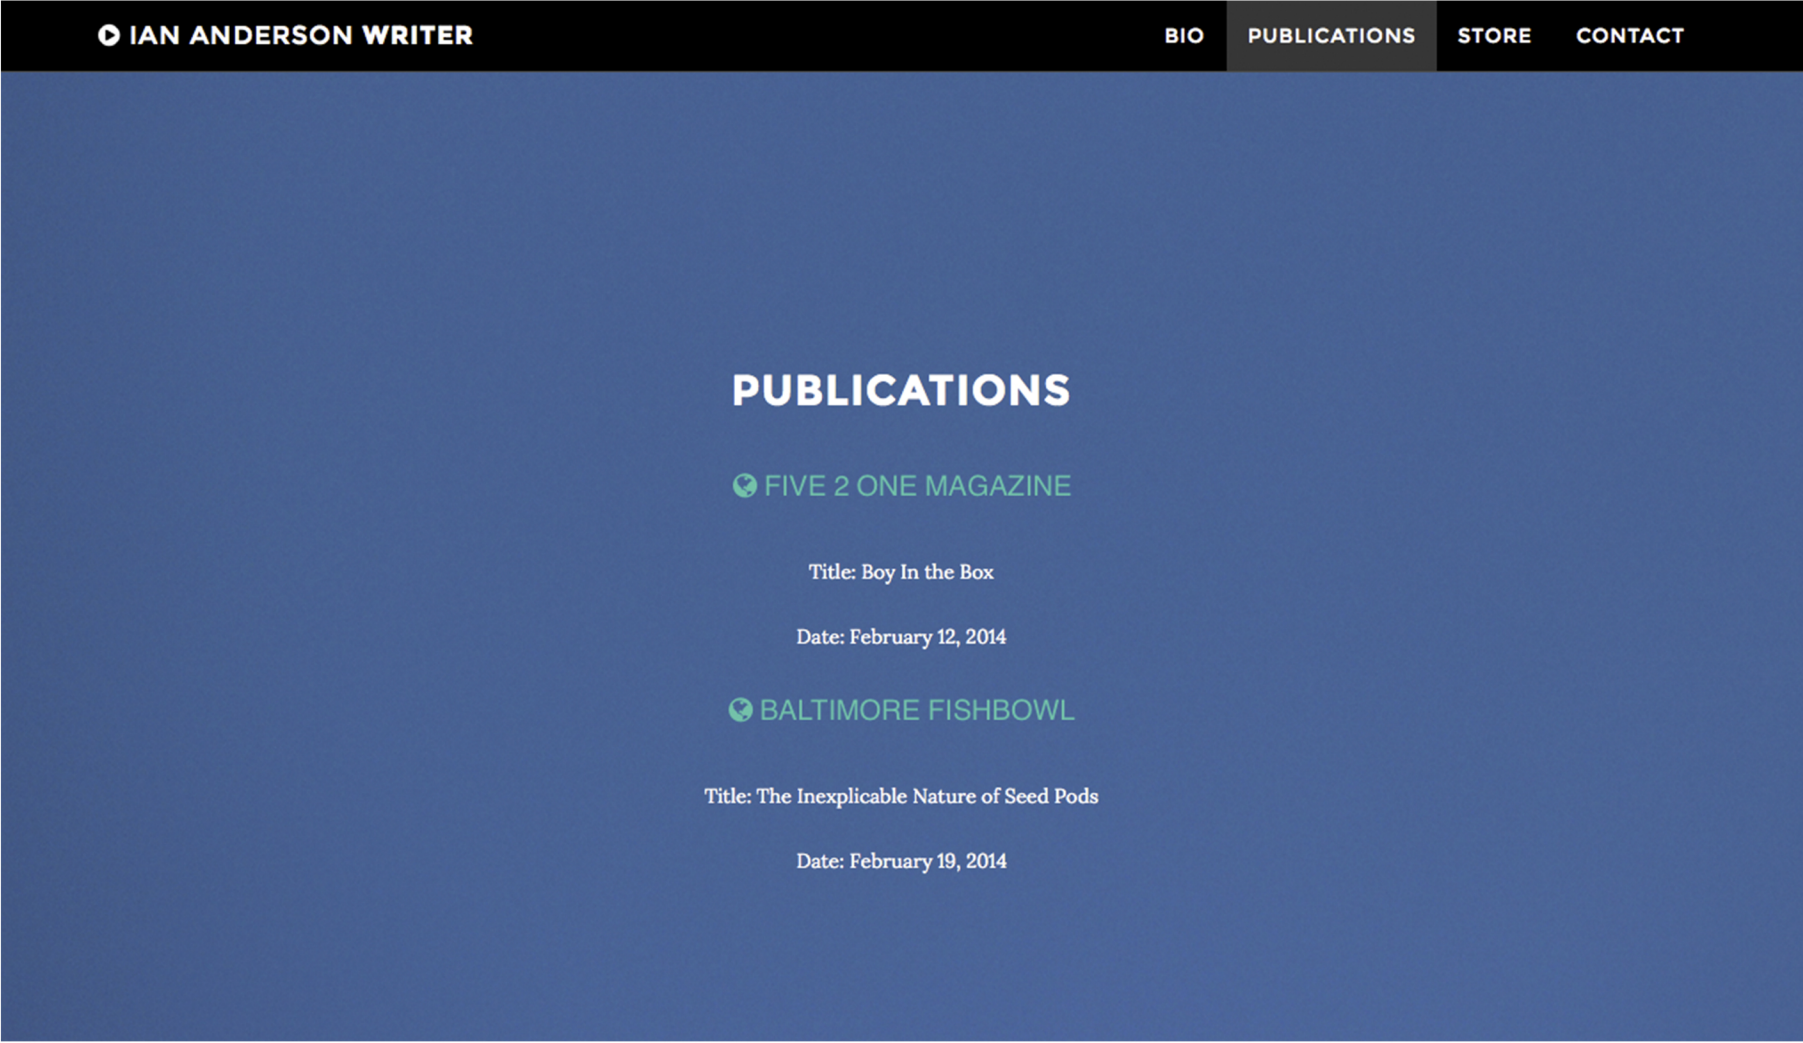 IAN ANDERSON WRITER
BIO PUBLICATIONS STORE CONTACT
PUBLICATIONS
FIVE 2 ONE MAGAZINE
Title: Boy In the Box
Date: February 12, 2014
BALTIMORE FISHBOWL
Title: The Inexplicable Nature of Seed Pods
Date: February 19, 2014